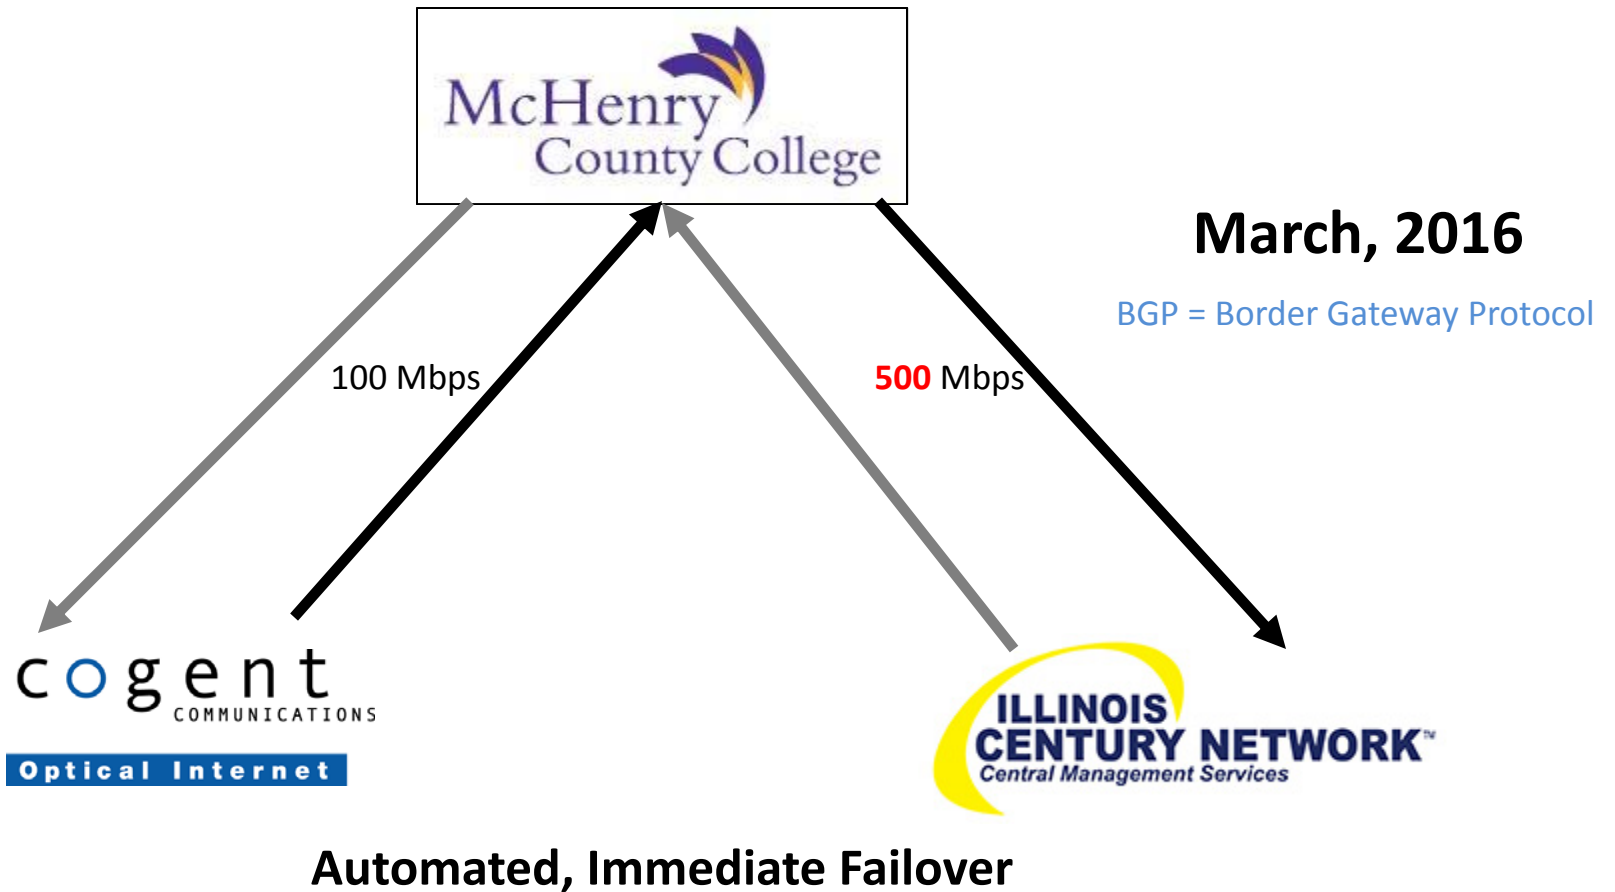 McHenry
County College
March, 2016
BGP = Border Gateway Protocol
100 Mbps
500 Mbps
cogent
COMMUNICATIONS
Optical Internet
ILLINOIS
CENTURY NETWORK™
Central Management Services
Automated, Immediate Failover